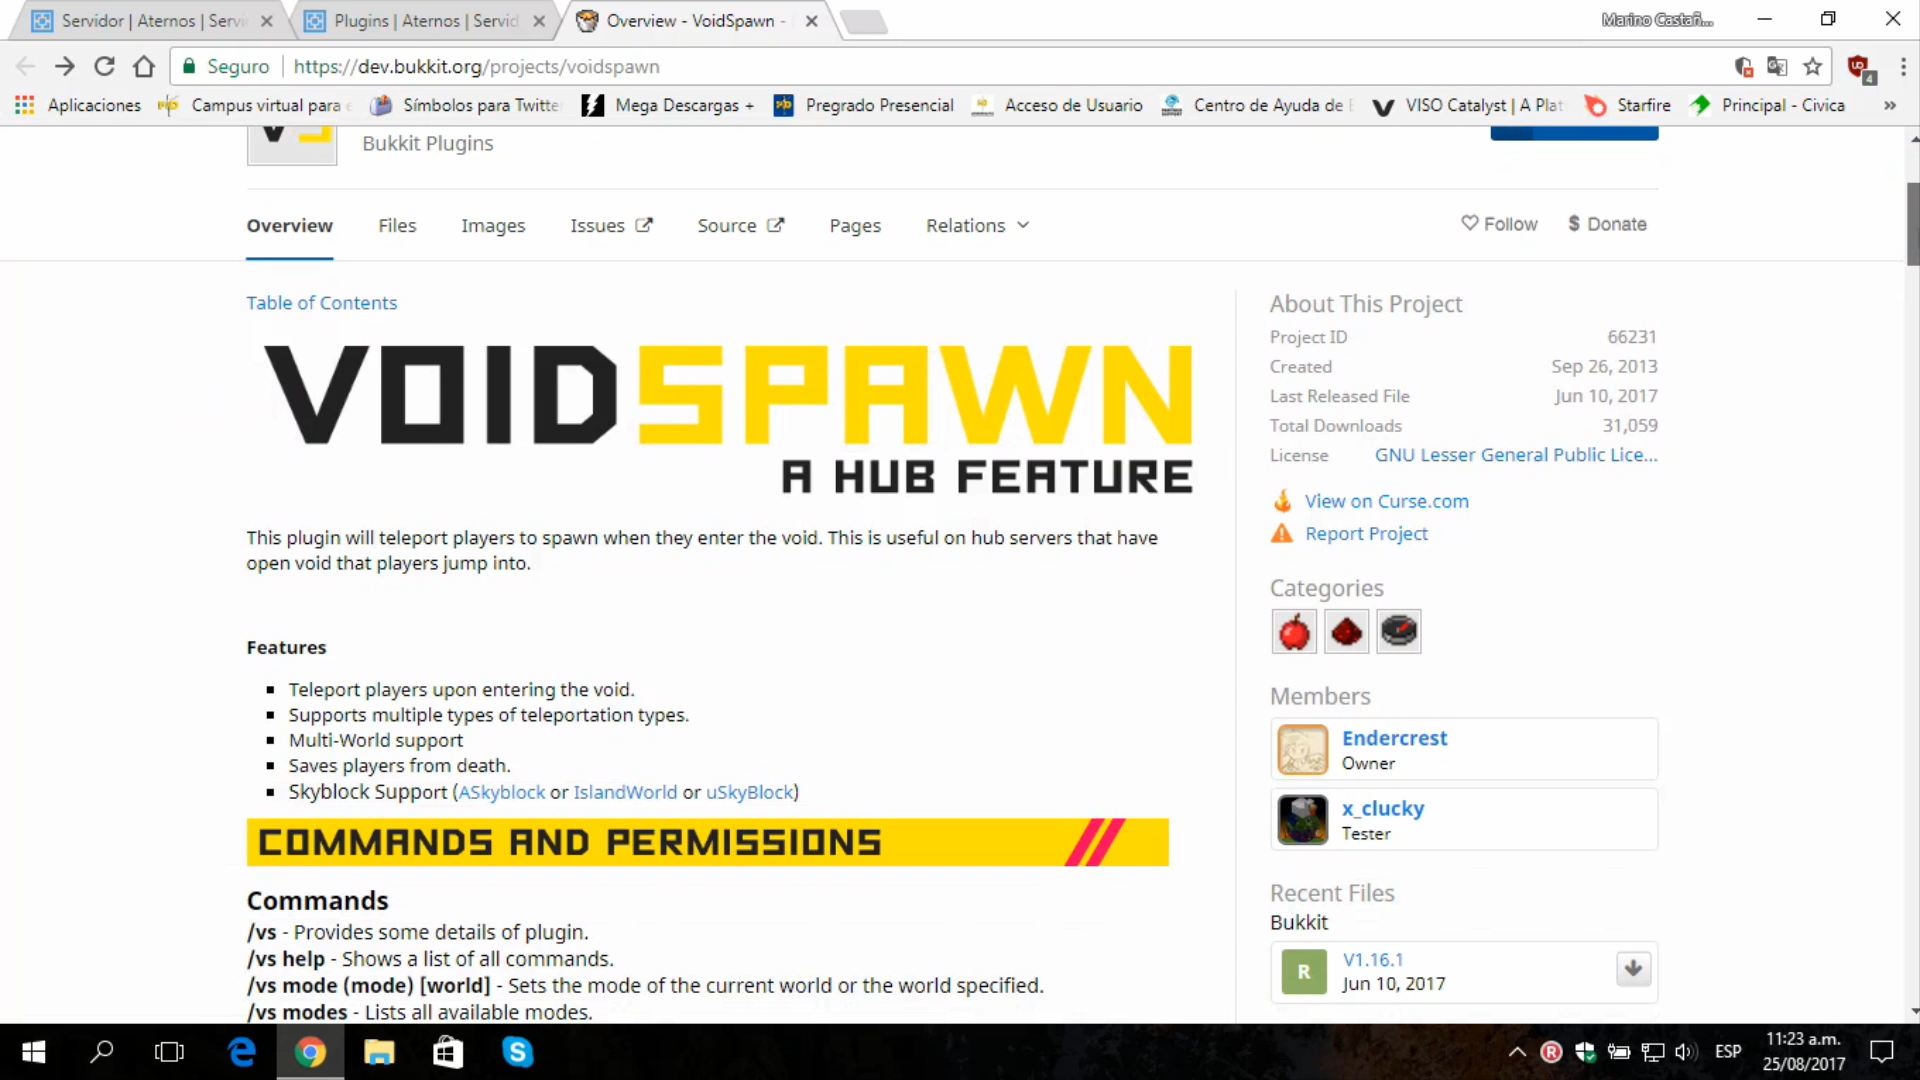 Servidor | Aternos | Servi
Plugins | Aternos | Servid
Overview - VoidSpawn -
Marino Castañ...
Seguro
https://dev.bukkit.org/projects/voidspawn
4
Aplicaciones
Campus virtual para e
Símbolos para Twitte
Mega Descargas +
Pregrado Presencial
Acceso de Usuario
Centro de Ayuda de E
VISO Catalyst | A Plat
Starfire
Principal - Civica
»
Bukkit Plugins
Overview
Files
Images
Issues
Source
Pages
Relations
Follow
$ Donate
Table of Contents
VOIDSPAWN
A HUB FEATURE
This plugin will teleport players to spawn when they enter the void. This is useful on hub servers that have
open void that players jump into.
Features
Teleport players upon entering the void.
Supports multiple types of teleportation types.
Multi-World support
Saves players from death.
Skyblock Support (ASkyblock or IslandWorld or uSkyBlock)
COMMANDS AND PERMISSIONS
Commands
/vs - Provides some details of plugin.
/vs help - Shows a list of all commands.
/vs mode (mode) [world] - Sets the mode of the current world or the world specified.
/vs modes - Lists all available modes.
About This Project
Project ID 66231
Created Sep 26, 2013
Last Released File Jun 10, 2017
Total Downloads 31,059
License GNU Lesser General Public Lice...
View on Curse.com
Report Project
Categories
Members
Endercrest
Owner
x_clucky
Tester
Recent Files
Bukkit
R
V1.16.1
Jun 10, 2017
ESP
11:23 a.m.
25/08/2017